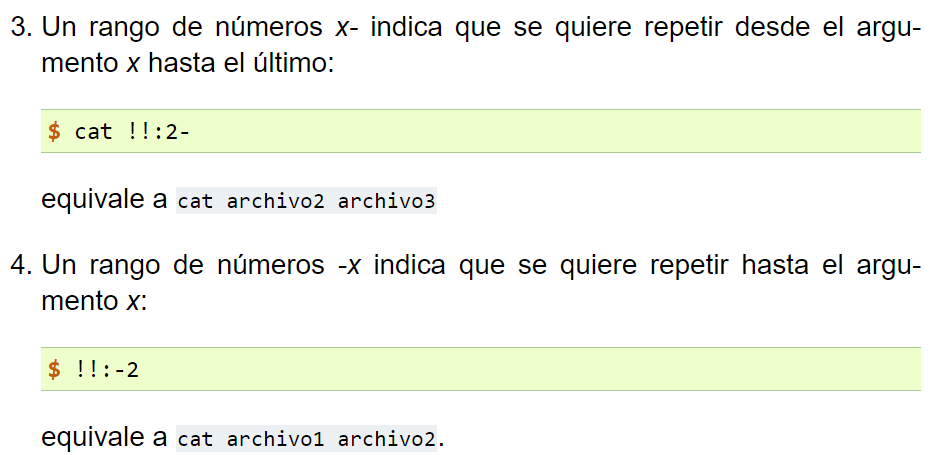 3. Un rango de números x- indica que se quiere repetir desde el argu-
mento x hasta el último:
$ cat !!:2-
equivale a cat archivo2 archivo3
4. Un rango de números -x indica que se quiere repetir hasta el argu-
mento x:
$ !!:-2
equivale a cat archivo1 archivo2.